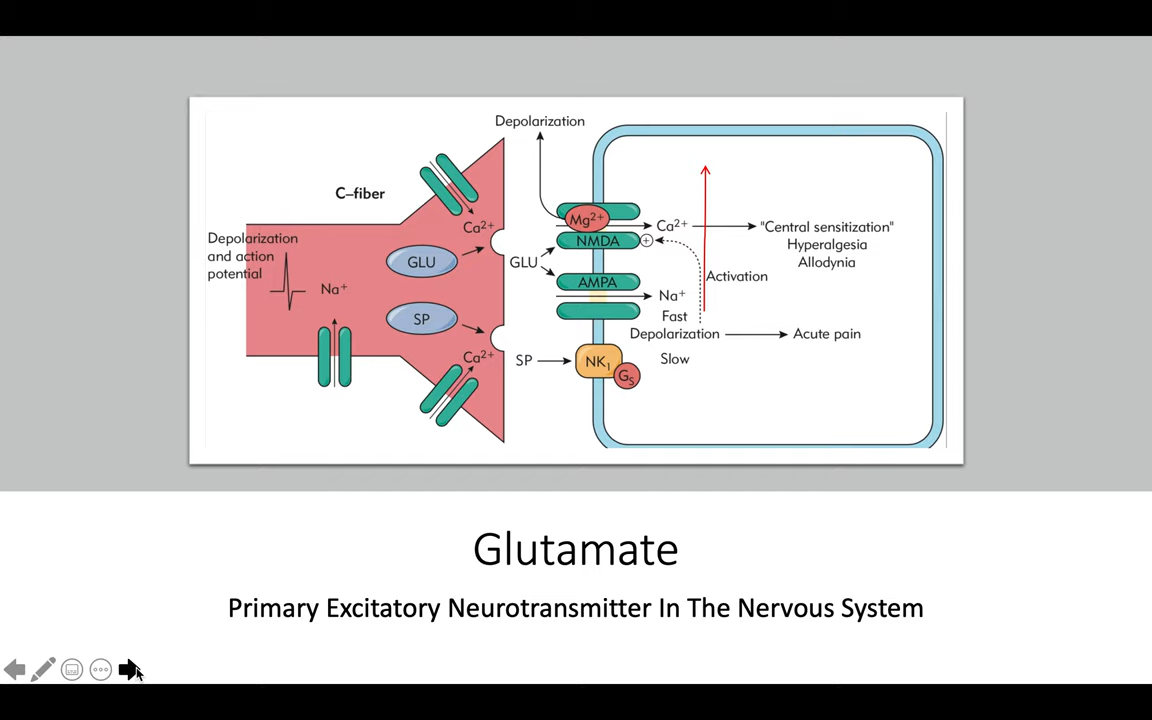 Depolarization
C–fiber
Ca²⁺
Mg²⁺
Ca²⁺
"Central sensitization"
Hyperalgesia
Allodynia
Depolarization
and action
potential
NMDA
+
GLU
GLU
Na⁺
AMPA
Activation
Na⁺
Fast
SP
Depolarization
Acute pain
Ca²⁺
SP
NK₁
Slow
Gs
Glutamate
Primary Excitatory Neurotransmitter In The Nervous System